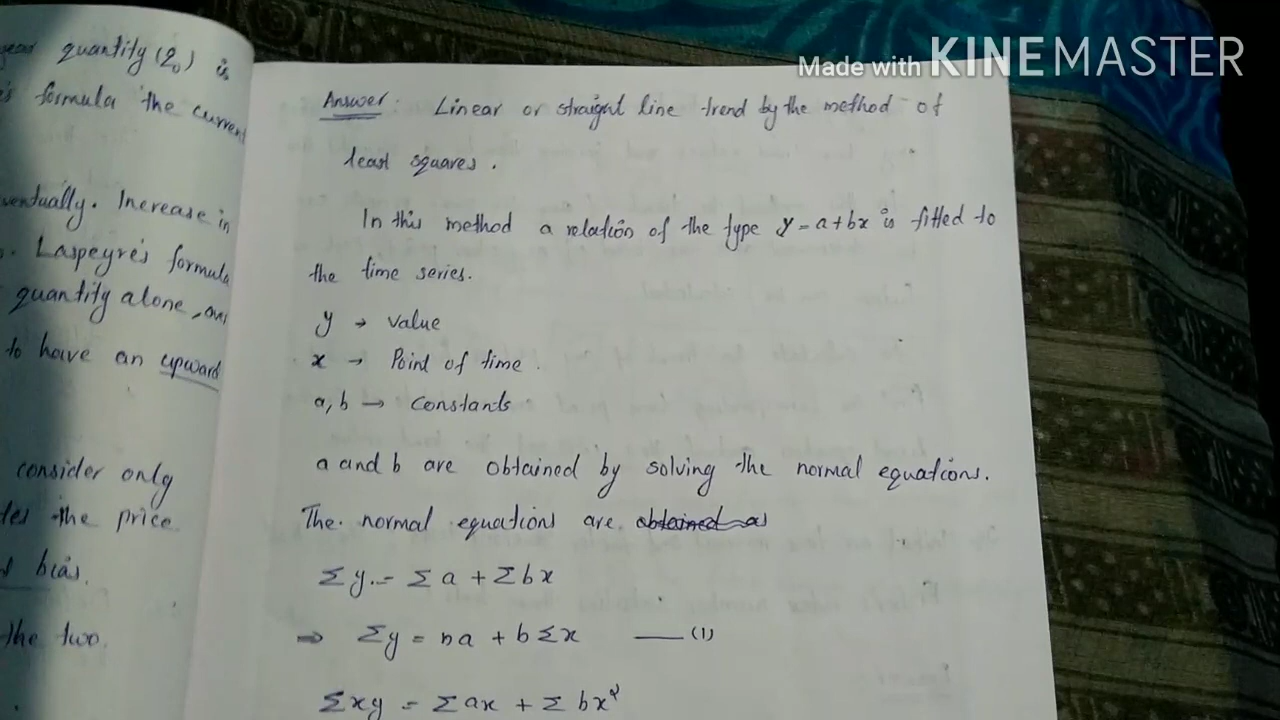 Made with KINEMASTER
year quantity (Q₀) is
formula the current
Increase in
Laspeyre's formula
quantity alone,
to have an upward
consider only
the price
bias.
the two.
Answer: Linear or straight line trend by the method of
least squares.
In this method a relation of the type y = a + bx is fitted to
the time series.
y → value
x → Point of time.
a, b → constants
a and b are obtained by solving the normal equations.
The normal equations are obtained as
Σy = Σa + Σbx
⇒ Σy = na + bΣx —— (1)
Σxy = Σax + Σbx²